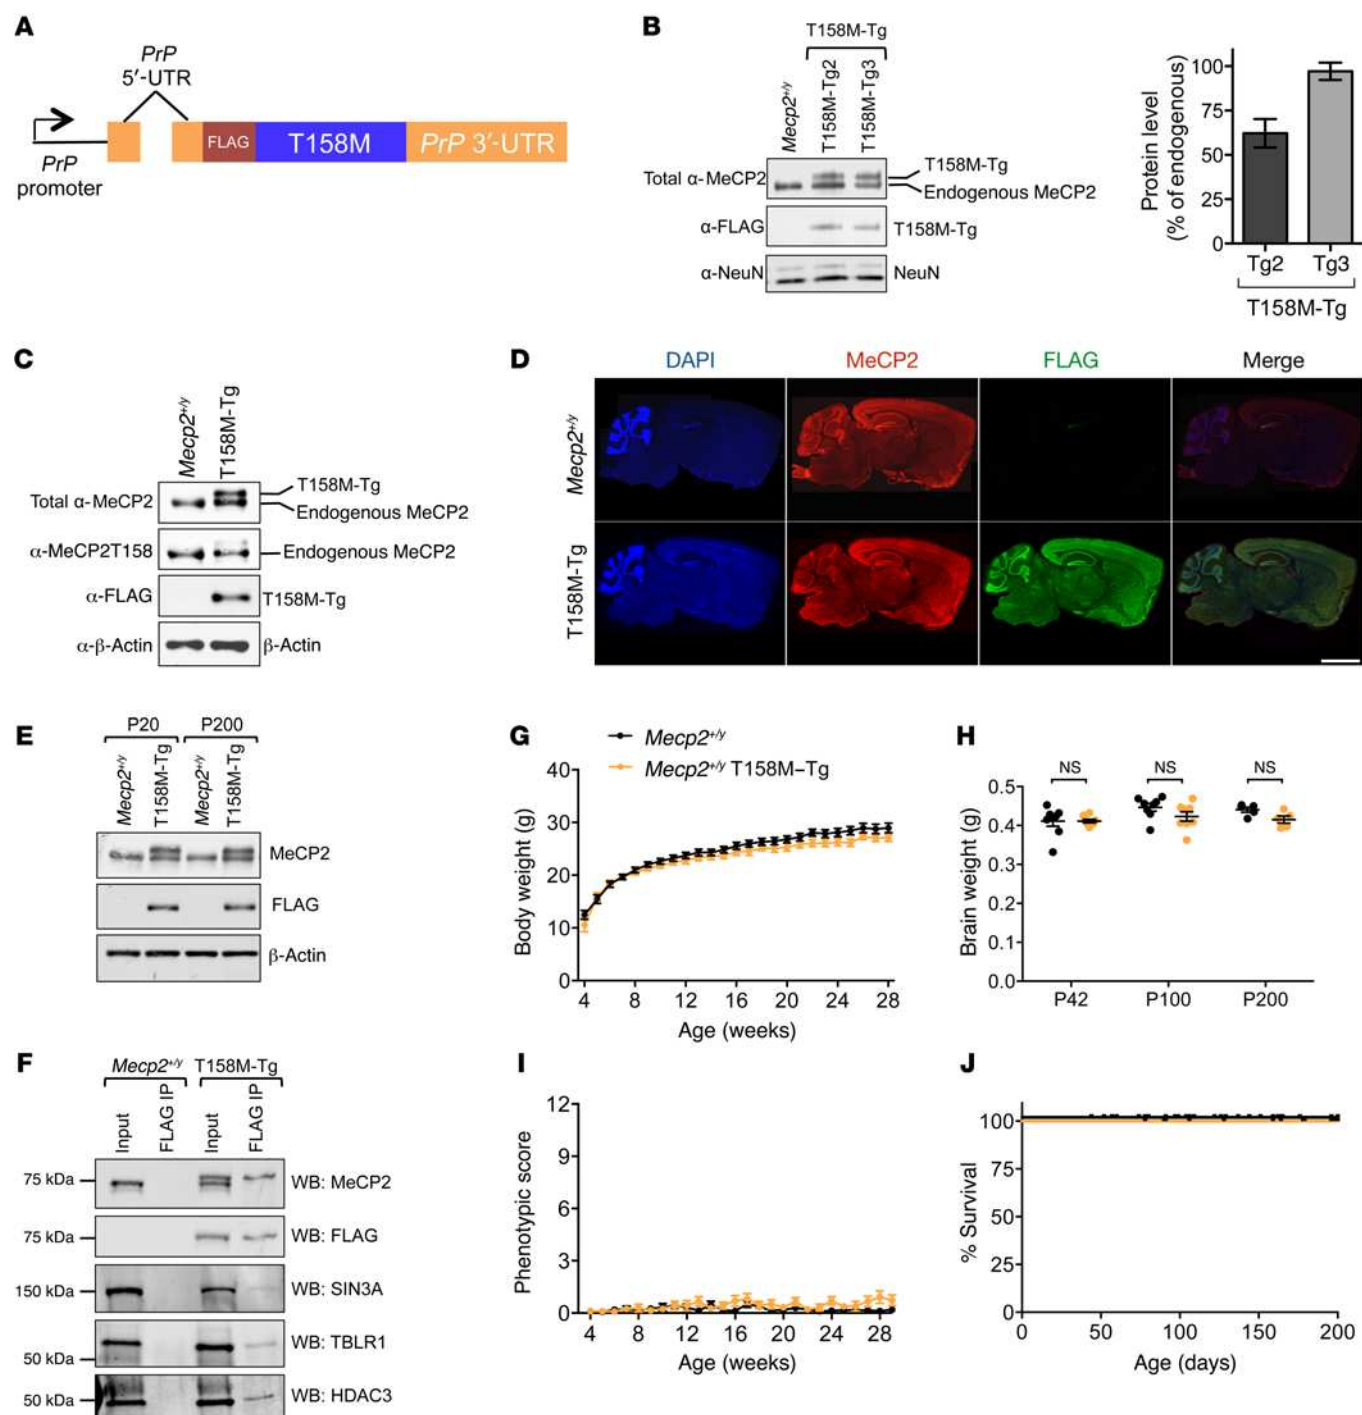 A
PrP
5′-UTR
FLAG
T158M
PrP 3′-UTR
PrP
promoter
B
T158M-Tg
Mecp2+/y
T158M-Tg2
T158M-Tg3
Total α-MeCP2
T158M-Tg
Endogenous MeCP2
α-FLAG
T158M-Tg
α-NeuN
NeuN
Protein level
(% of endogenous)
100
75
50
25
0
Tg2
Tg3
T158M-Tg
C
Mecp2+/y
T158M-Tg
Total α-MeCP2
T158M-Tg
Endogenous MeCP2
α-MeCP2T158
Endogenous MeCP2
α-FLAG
T158M-Tg
α-β-Actin
β-Actin
D
DAPI
MeCP2
FLAG
Merge
Mecp2+/y
T158M-Tg
E
P20
P200
Mecp2+/y
T158M-Tg
Mecp2+/y
T158M-Tg
MeCP2
FLAG
β-Actin
G
Mecp2+/y
Mecp2+/y T158M–Tg
Body weight (g)
40
30
20
10
0
4
8
12
16
20
24
28
Age (weeks)
H
NS
NS
NS
Brain weight (g)
0.5
0.4
0.3
0.5
0.1
0.0
P42
P100
P200
F
Mecp2+/y
T158M-Tg
Input
FLAG IP
Input
FLAG IP
75 kDa
WB: MeCP2
75 kDa
WB: FLAG
150 kDa
WB: SIN3A
50 kDa
WB: TBLR1
50 kDa
WB: HDAC3
I
Phenotypic score
12
9
6
3
0
4
8
12
16
20
24
28
Age (weeks)
J
% Survival
100
75
50
25
0
0
50
100
150
200
Age (days)